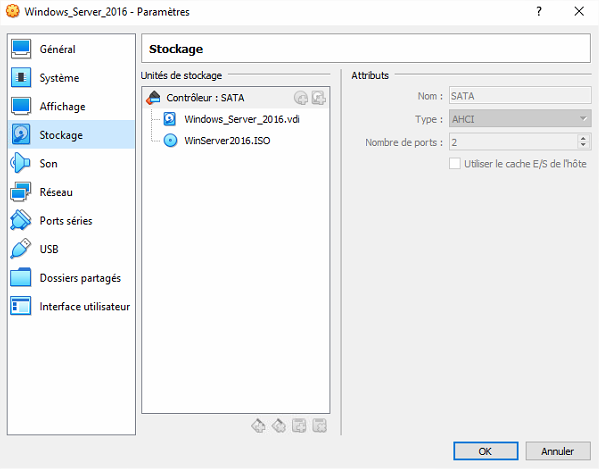 Windows_Server_2016 - Paramètres
?
Général
Système
Affichage
Stockage
Son
Réseau
Ports séries
USB
Dossiers partagés
Interface utilisateur
Stockage
Unités de stockage
Contrôleur : SATA
Windows_Server_2016.vdi
WinServer2016.ISO
Attributs
Nom : SATA
Type : AHCI
Nombre de ports : 2
Utiliser le cache E/S de l'hôte
OK Annuler